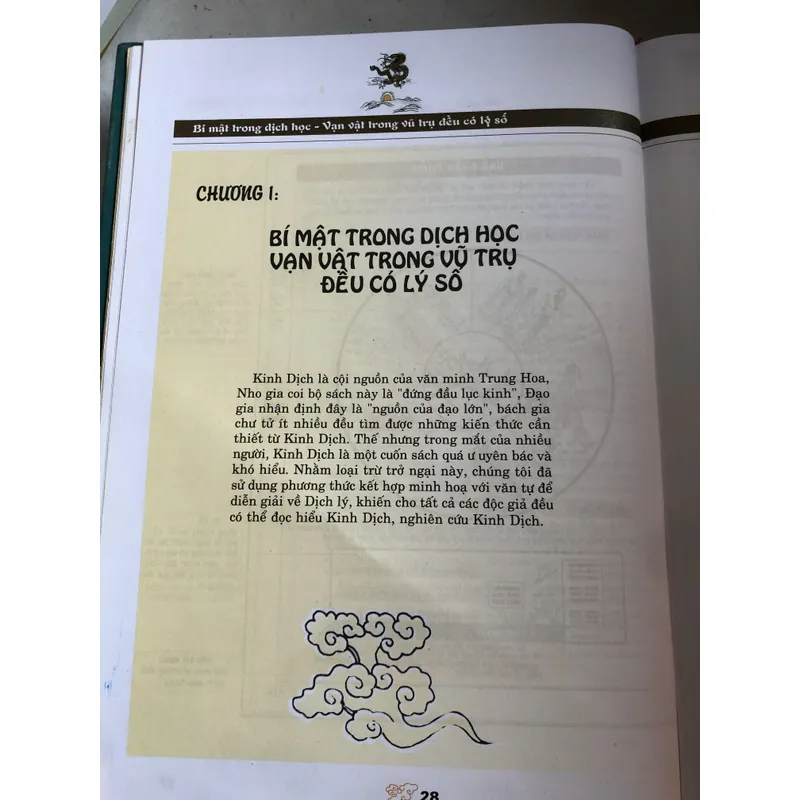 Bí mật trong dịch học - Vạn vật trong vũ trụ đều có lý số
CHƯƠNG I:
BÍ MẬT TRONG DỊCH HỌC
VẠN VẬT TRONG VŨ TRỤ
ĐỀU CÓ LÝ SỐ
Kinh Dịch là cội nguồn của văn minh Trung Hoa,
Nho gia coi bộ sách này là "đứng đầu lục kinh", Đạo
gia nhận định đây là "nguồn của đạo lớn", bách gia
chư tử ít nhiều đều tìm được những kiến thức cần
thiết từ Kinh Dịch. Thế nhưng trong mắt của nhiều
người, Kinh Dịch là một cuốn sách quá ư uyên bác và
khó hiểu. Nhằm loại trừ trở ngại này, chúng tôi đã
sử dụng phương thức kết hợp minh hoạ với văn tự để
diễn giải về Dịch lý, khiến cho tất cả các độc giả đều
có thể đọc hiểu Kinh Dịch, nghiên cứu Kinh Dịch.
28